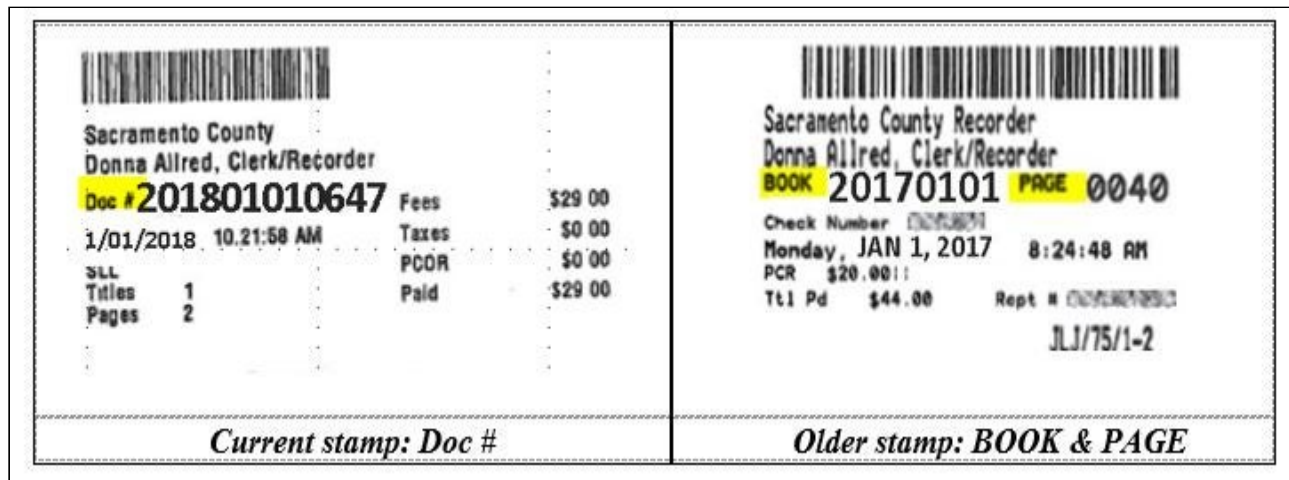 Sacramento County
Donna Allred, Clerk/Recorder
Doc # 201801010647 Fees $29 00
1/01/2018 10.21:58 AM Taxes $0 00
SLL PCOR $0 00
Titles 1 Paid $29 00
Pages 2
Current stamp: Doc #
Sacramento County Recorder
Donna Allred, Clerk/Recorder
BOOK 20170101 PAGE 0040
Check Number
Monday, JAN 1, 2017 8:24:48 AM
PCR $20.00
Ttl Pd $44.00 Rept #
JLJ/75/1-2
Older stamp: BOOK & PAGE